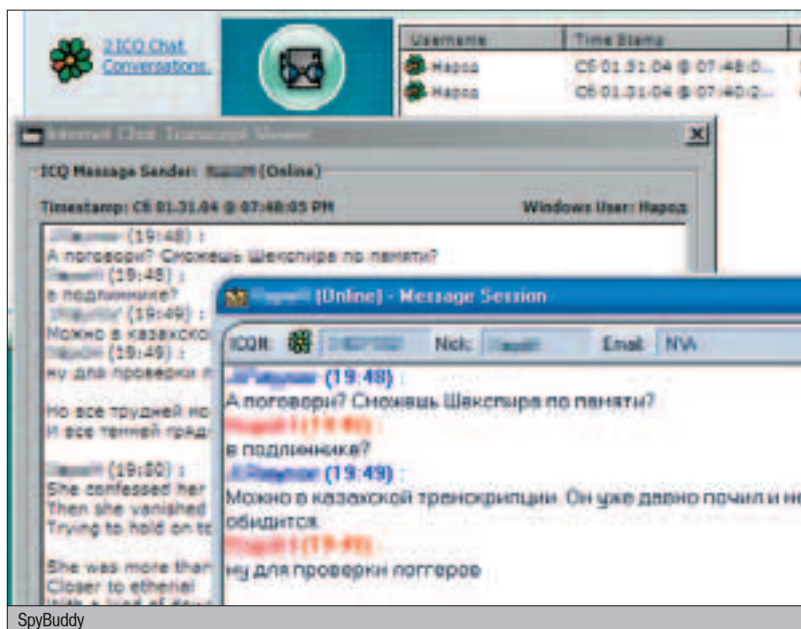 2 ICQ Chat
Conversations.
Username Time Stamp
Народ Сб 01.31.04 @ 07:48:0...
Народ Сб 01.31.04 @ 07:40:2...
Internet Chat Transcript Viewer
ICQ Message Sender: (Online)
Timestamp: Сб 01.31.04 @ 07:48:05 PM Windows User: Народ
(19:48) :
А поговори? Сможешь Шекспира по памяти?
(19:48) :
в подлиннике?
(19:49) :
Можно в казахско
(19:49) :
ну для проверки
Но все трудней
И все темней
(19:50) :
She confessed her
Then she vanished
Trying to hold on to
She was more than
Closer to etherial
With a kind of
(Online) - Message Session
ICQ#: Nick: Email: N\A
(19:48) :
А поговори? Сможешь Шекспира по памяти?
в подлиннике?
(19:49) :
Можно в казахской транскрипции. Он уже давно почил и не
обидится.
ну для проверки логгеров
SpyBuddy